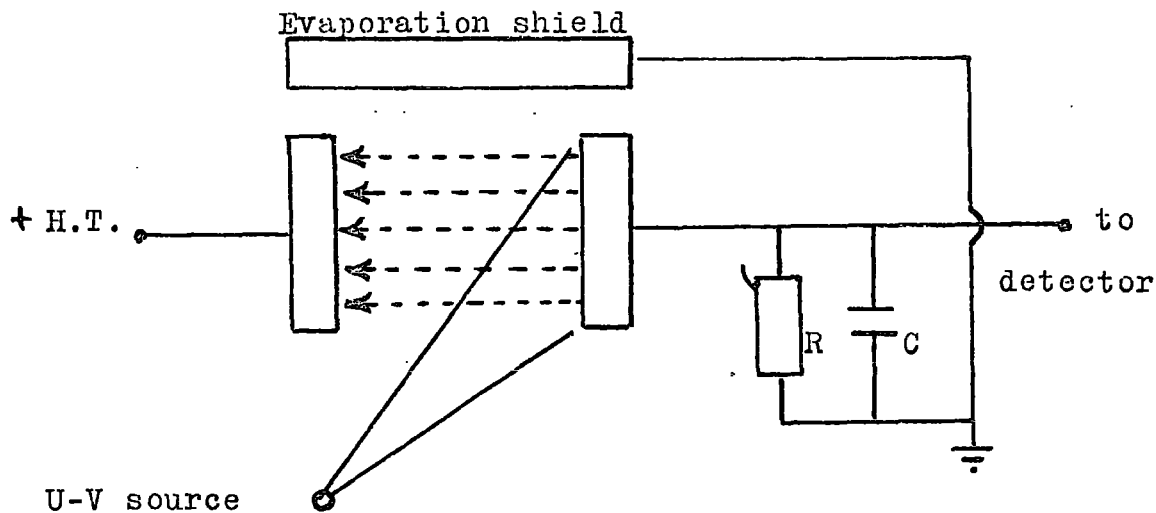 Evaporation shield
+ H.T.
to
detector
R
C
U-V source